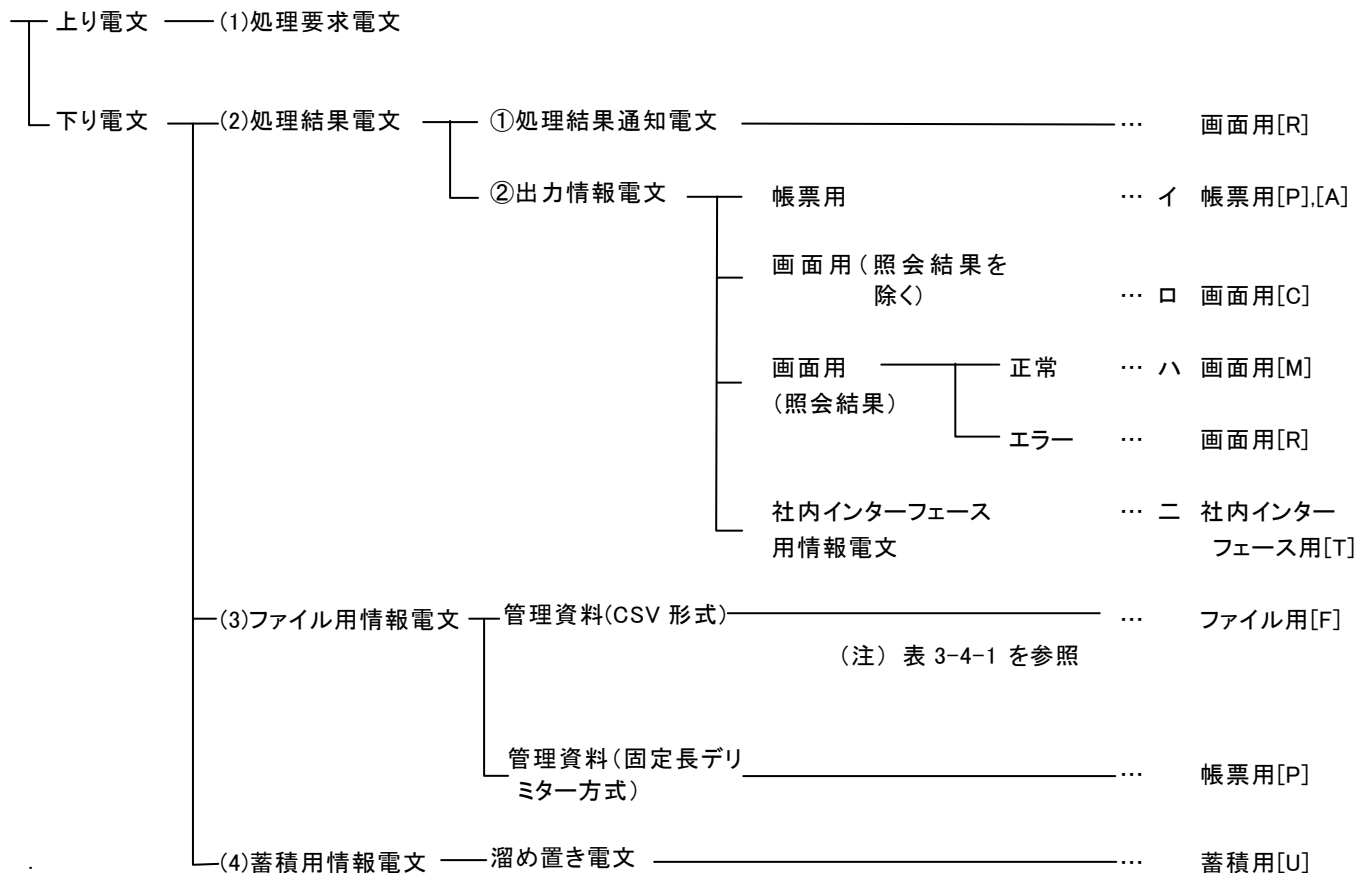 上り電文 (1)処理要求電文
下り電文 (2)処理結果電文 ①処理結果通知電文 … 画面用[R]
②出力情報電文 帳票用 … イ 帳票用[P],[A]
画面用(照会結果を
除く) … ロ 画面用[C]
画面用 正常 … ハ 画面用[M]
(照会結果)
エラー … 画面用[R]
社内インターフェース … ニ 社内インター
用情報電文 フェース用[T]
(3)ファイル用情報電文 管理資料(CSV 形式) … ファイル用[F]
(注) 表 3-4-1 を参照
管理資料(固定長デリ
ミター方式) … 帳票用[P]
. (4)蓄積用情報電文 溜め置き電文 … 蓄積用[U]